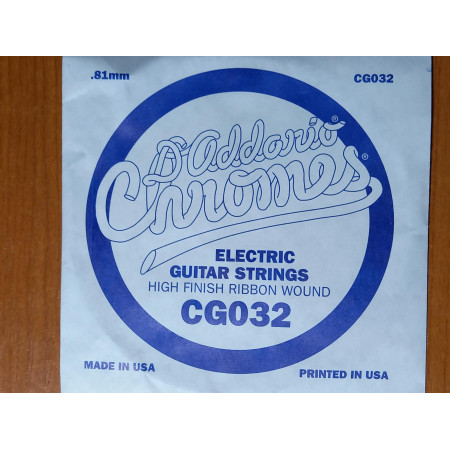 .81mm CG032
D'Addario®
Chromes®
ELECTRIC
GUITAR STRINGS
HIGH FINISH RIBBON WOUND
CG032
MADE IN USA PRINTED IN USA